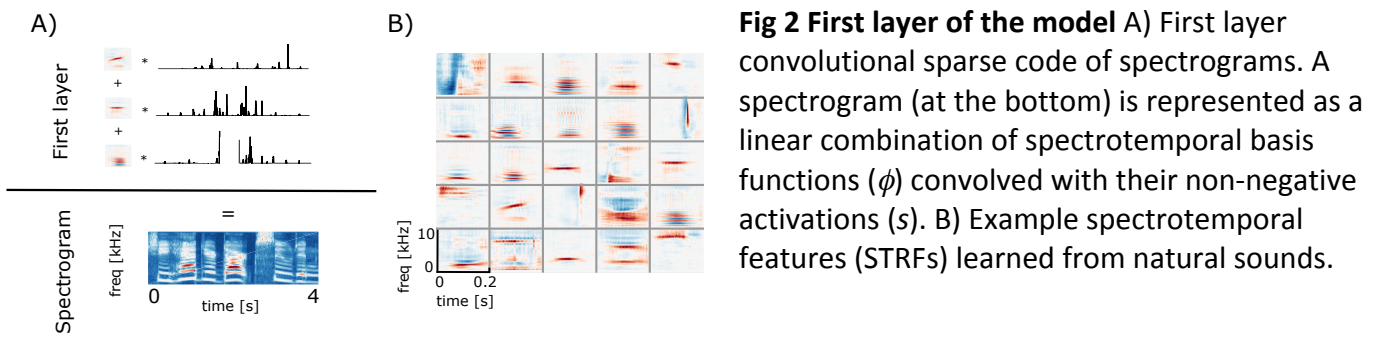 A)
First layer
*
+
*
+
*
=
Spectrogram
freq [kHz]
0
4
time [s]
B)
freq [kHz]
10
0
0
0.2
time [s]
Fig 2 First layer of the model A) First layer
convolutional sparse code of spectrograms. A
spectrogram (at the bottom) is represented as a
linear combination of spectrotemporal basis
functions (ϕ) convolved with their non-negative
activations (s). B) Example spectrotemporal
features (STRFs) learned from natural sounds.